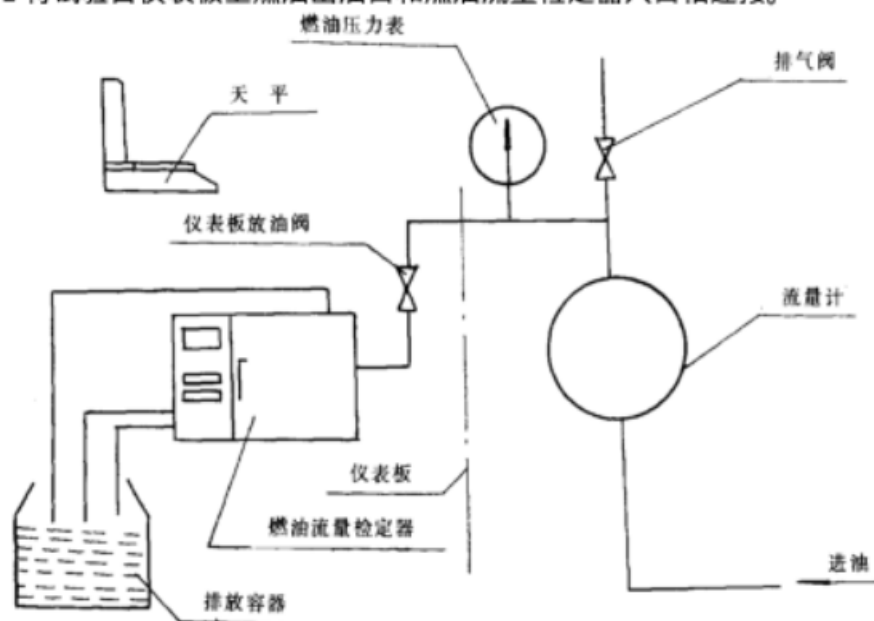 燃油压力表
排气阀
天 平
仪表板放油阀
流量计
仪表板
燃油流量检定器
进油
排放容器